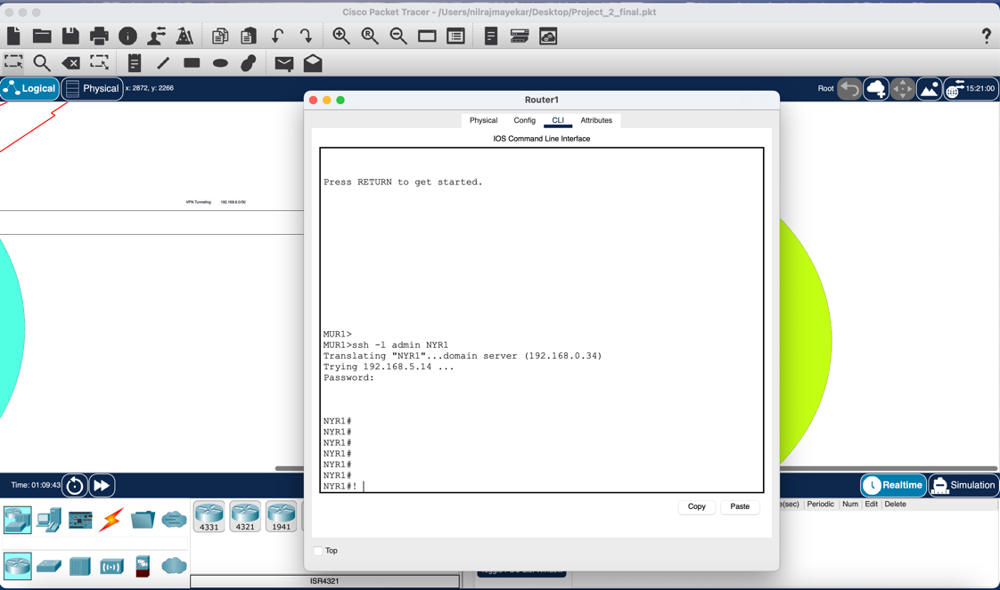 Cisco Packet Tracer - /Users/nilrajmayekar/Desktop/Project_2_final.pkt
?
Logical
Physical
x: 2872, y: 2266
Root
15:21:00
Router1
Physical
Config
CLI
Attributes
IOS Command Line Interface
Press RETURN to get started.
VPN Tunneling 192.168.6.0/30
MUR1>
MUR1>ssh -l admin NYR1
Translating "NYR1"...domain server (192.168.0.34)
Trying 192.168.5.14 ...
Password:
NYR1#
NYR1#
NYR1#
NYR1#
NYR1#
NYR1#
NYR1#!
Copy
Paste
Top
Time: 01:09:43
Realtime
Simulation
e(sec)
Periodic
Num
Edit
Delete
4331
4321
1941
ISR4321